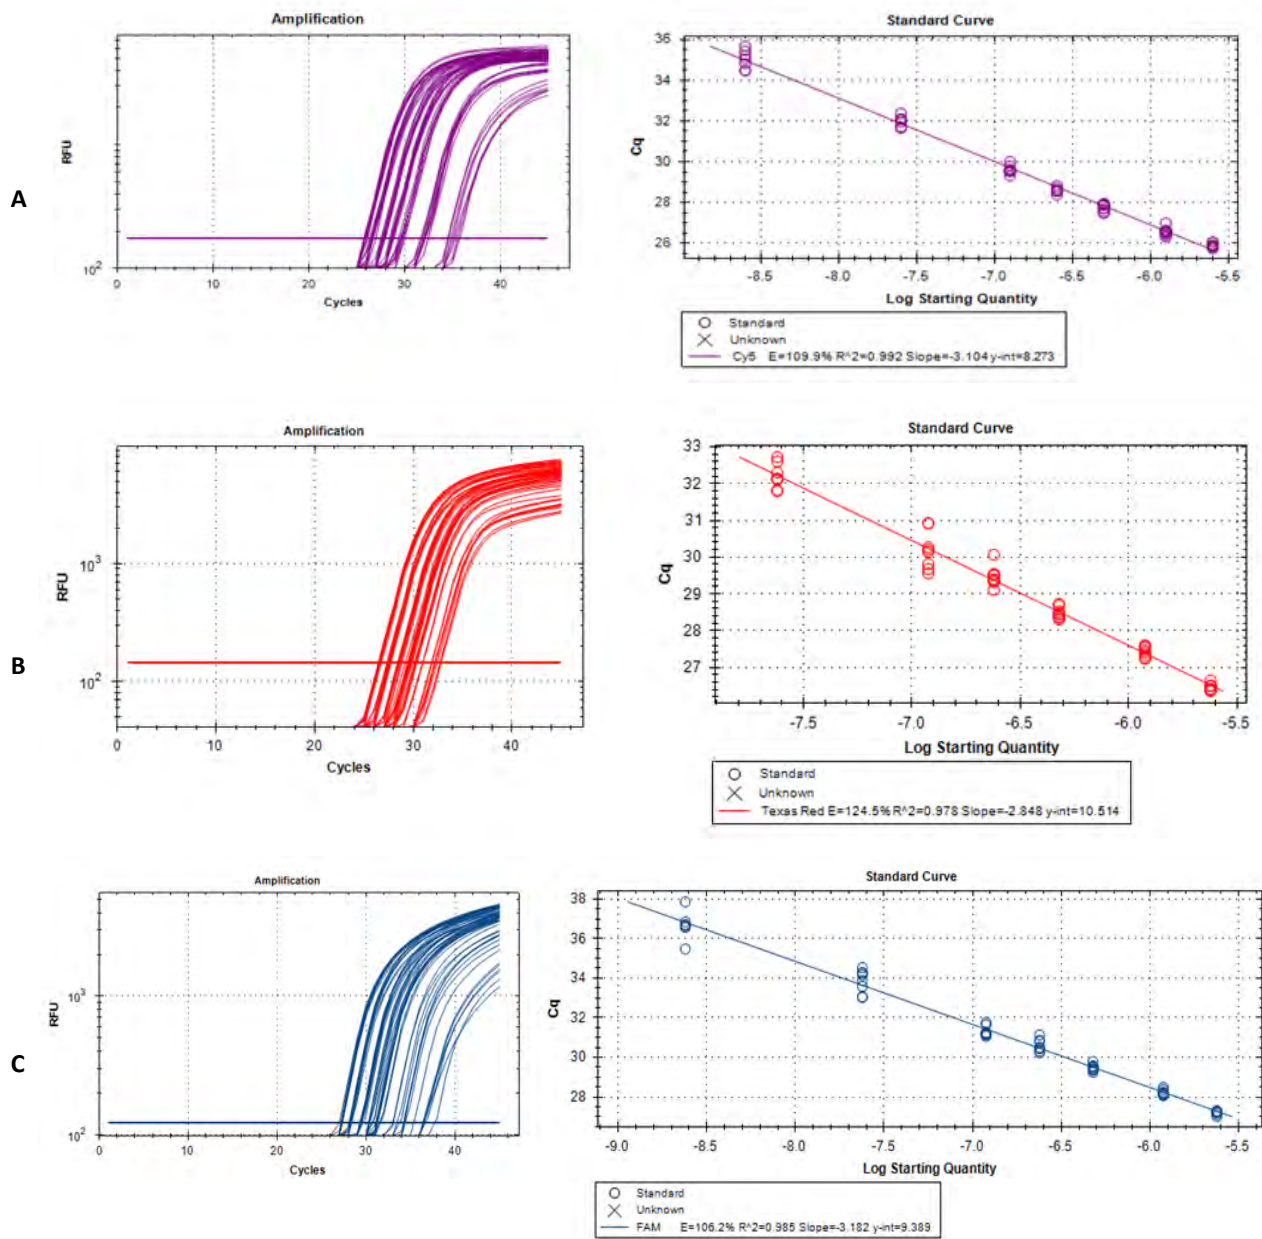 A
Amplification
RFU
10^2
0 10 20 30 40
Cycles
Standard Curve
Cq
36
34
32
30
28
26
-8.5 -8.0 -7.5 -7.0 -6.5 -6.0 -5.5
Log Starting Quantity
Standard
Unknown
Cy5 E=109.9% R^2=0.992 Slope=-3.104 y-int=8.273
B
Amplification
RFU
10^3
10^2
0 10 20 30 40
Cycles
Standard Curve
Cq
33
32
31
30
29
28
27
-7.5 -7.0 -6.5 -6.0 -5.5
Log Starting Quantity
Standard
Unknown
Texas Red E=124.5% R^2=0.978 Slope=-2.848 y-int=10.514
C
Amplification
RFU
10^3
10^2
0 10 20 30 40
Cycles
Standard Curve
Cq
38
36
34
32
30
28
-9.0 -8.5 -8.0 -7.5 -7.0 -6.5 -6.0 -5.5
Log Starting Quantity
Standard
Unknown
FAM E=106.2% R^2=0.985 Slope=-3.182 y-int=9.389